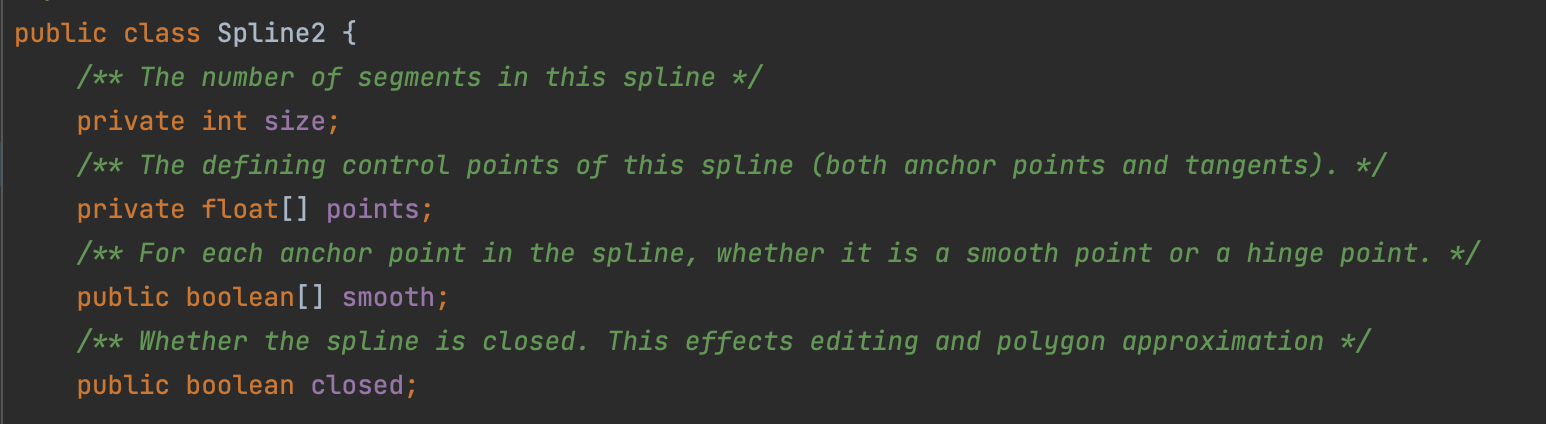 public class Spline2 {
/** The number of segments in this spline */
private int size;
/** The defining control points of this spline (both anchor points and tangents). */
private float[] points;
/** For each anchor point in the spline, whether it is a smooth point or a hinge point. */
public boolean[] smooth;
/** Whether the spline is closed. This effects editing and polygon approximation */
public boolean closed;